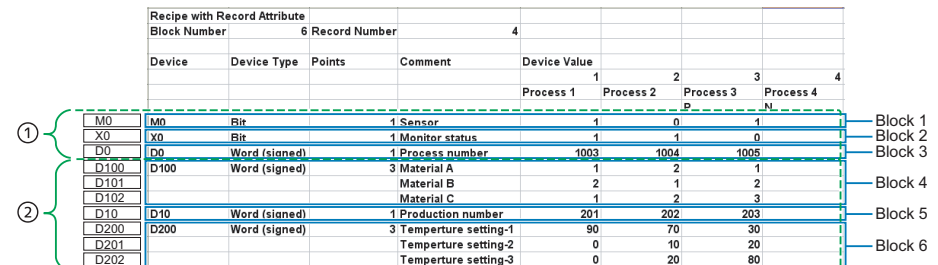 Recipe with Record Attribute
Block Number 6 Record Number 4
Device Device Type Points Comment Device Value
1 2 3 4
Process 1 Process 2 Process 3 Process 4
P N
① M0 M0 Bit 1 Sensor 1 0 1 Block 1
X0 X0 Bit 1 Monitor status 1 1 0 Block 2
D0 D0 Word (signed) 1 Process number 1003 1004 1005 Block 3
② D100 D100 Word (signed) 3 Material A 1 2 1
D101 Material B 2 1 2 Block 4
D102 Material C 1 2 3
D10 D10 Word (signed) 1 Production number 201 202 203 Block 5
D200 D200 Word (signed) 3 Temperture setting-1 90 70 30
D201 Temperture setting-2 0 10 20 Block 6
D202 Temperture setting-3 0 20 80